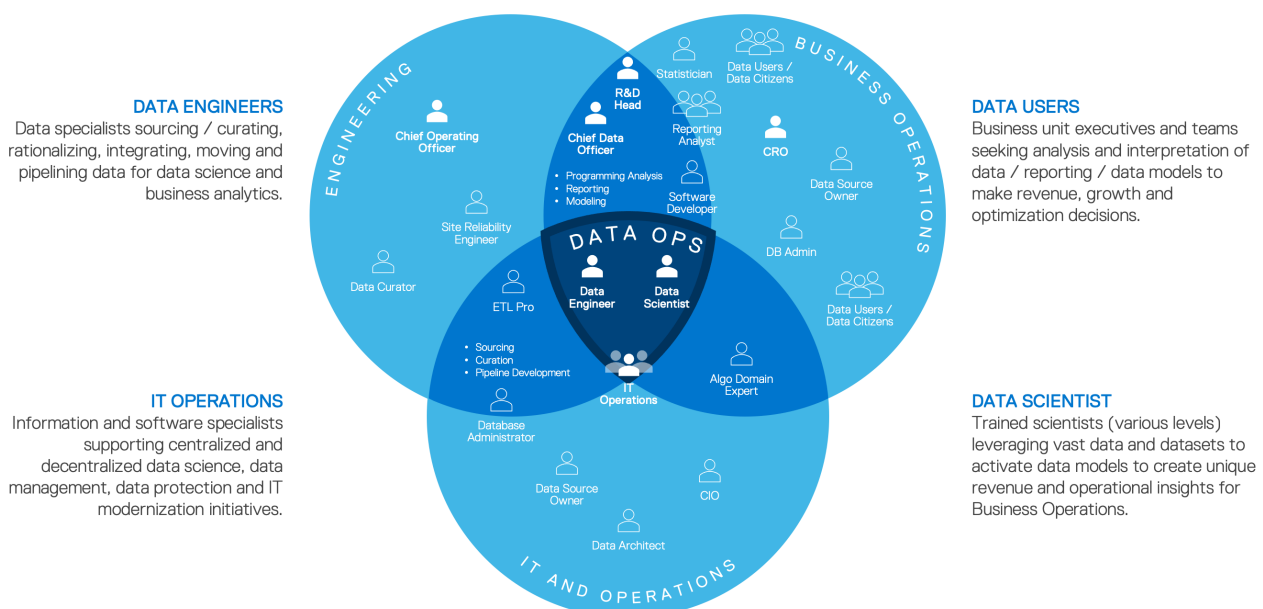 DATA ENGINEERS
Data specialists sourcing / curating,
rationalizing, integrating, moving and
pipelining data for data science and
business analytics.
IT OPERATIONS
Information and software specialists
supporting centralized and
decentralized data science, data
management, data protection and IT
modernization initiatives.
ENGINEERING
Chief Operating
Officer
Site Reliability
Engineer
Data Curator
R&D
Head
Chief Data
Officer
• Programming Analysis
• Reporting
• Modeling
Statistician
Data Users /
Data Citizens
BUSINESS OPERATIONS
Reporting
Analyst
CRO
Software
Developer
Data Source
Owner
DB Admin
Data Users /
Data Citizens
DATA OPS
Data
Engineer
Data
Scientist
IT
Operations
ETL Pro
• Sourcing
• Curation
• Pipeline Development
Algo Domain
Expert
Database
Administrator
Data Source
Owner
CIO
Data Architect
IT AND OPERATIONS
DATA USERS
Business unit executives and teams
seeking analysis and interpretation of
data / reporting / data models to
make revenue, growth and
optimization decisions.
DATA SCIENTIST
Trained scientists (various levels)
leveraging vast data and datasets to
activate data models to create unique
revenue and operational insights for
Business Operations.